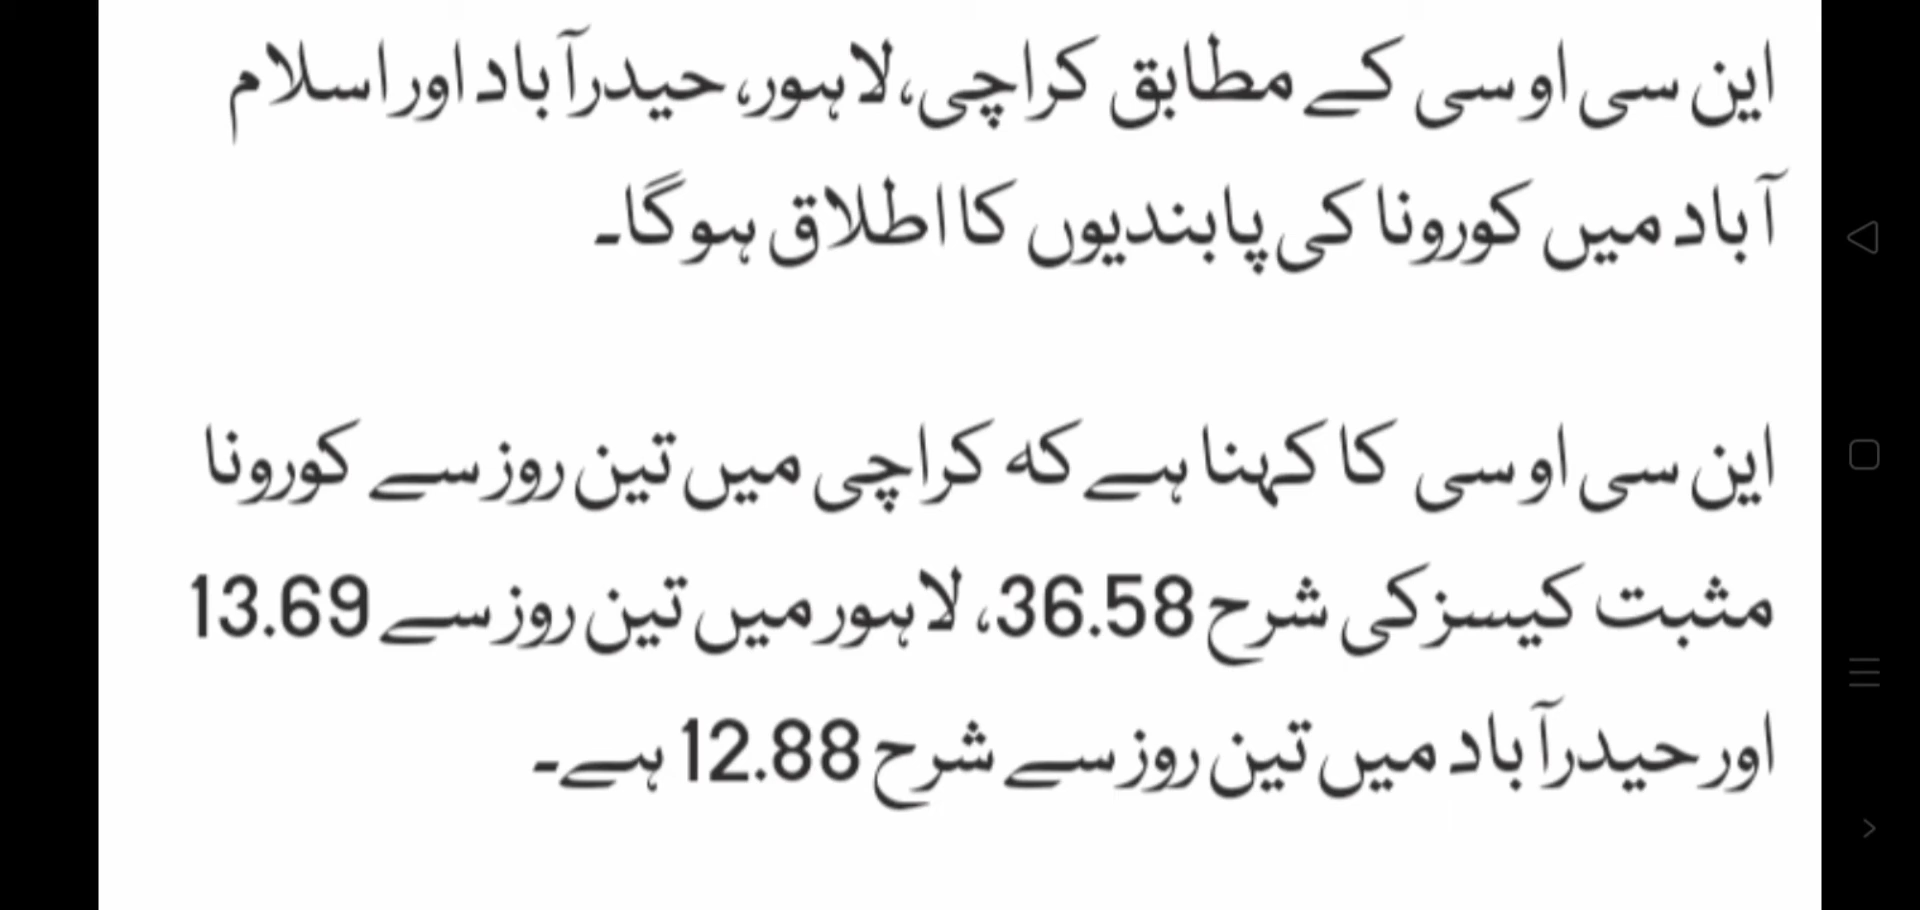 این سی او سی کے مطابق کراچی،لاہور، حیدرآباد اور اسلام
آباد میں کورونا کی پابندیوں کا اطلاق ہوگا۔
این سی او سی کا کہنا ہے کہ کراچی میں تین روز سے کورونا
مثبت کیسز کی شرح 36.58، لاہور میں تین روز سے 13.69
اور حیدرآباد میں تین روز سے شرح 12.88 ہے۔